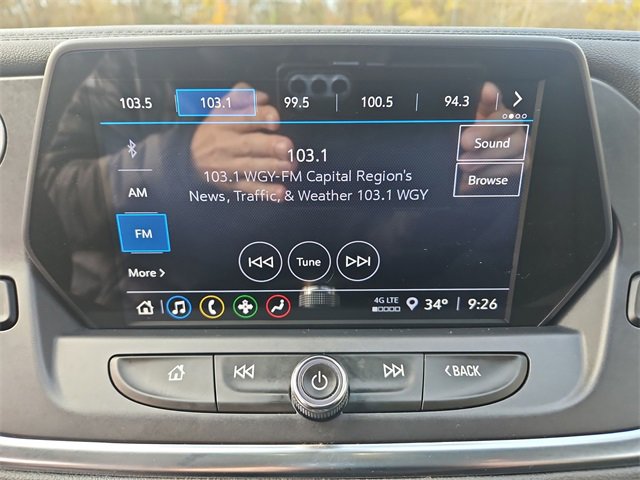 103.5 103.1 99.5 100.5 94.3
Sound
103.1
103.1 WGY-FM Capital Region's
Browse
News, Traffic, & Weather 103.1 WGY
AM
FM
Tune
More
4G LTE 34° 9:26
BACK